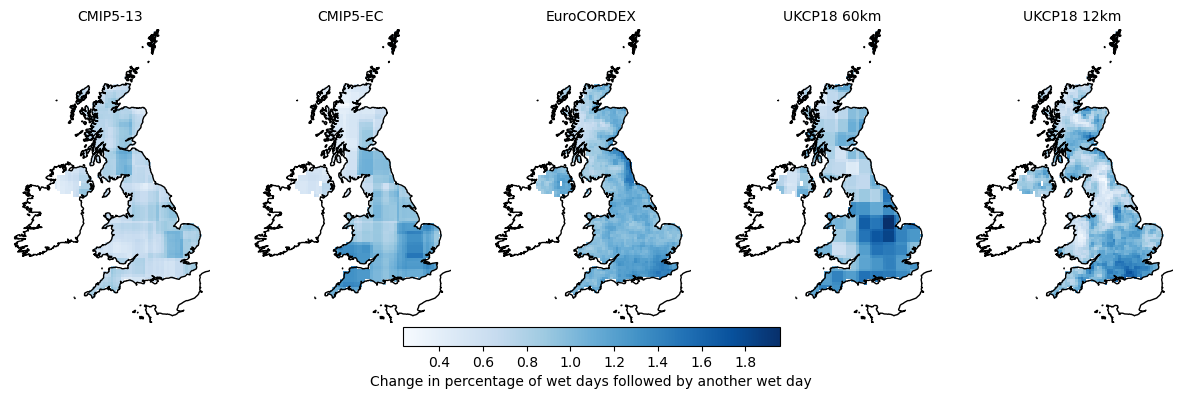 CMIP5-13 CMIP5-EC EuroCORDEX UKCP18 60km UKCP18 12km
0.4 0.6 0.8 1.0 1.2 1.4 1.6 1.8
Change in percentage of wet days followed by another wet day